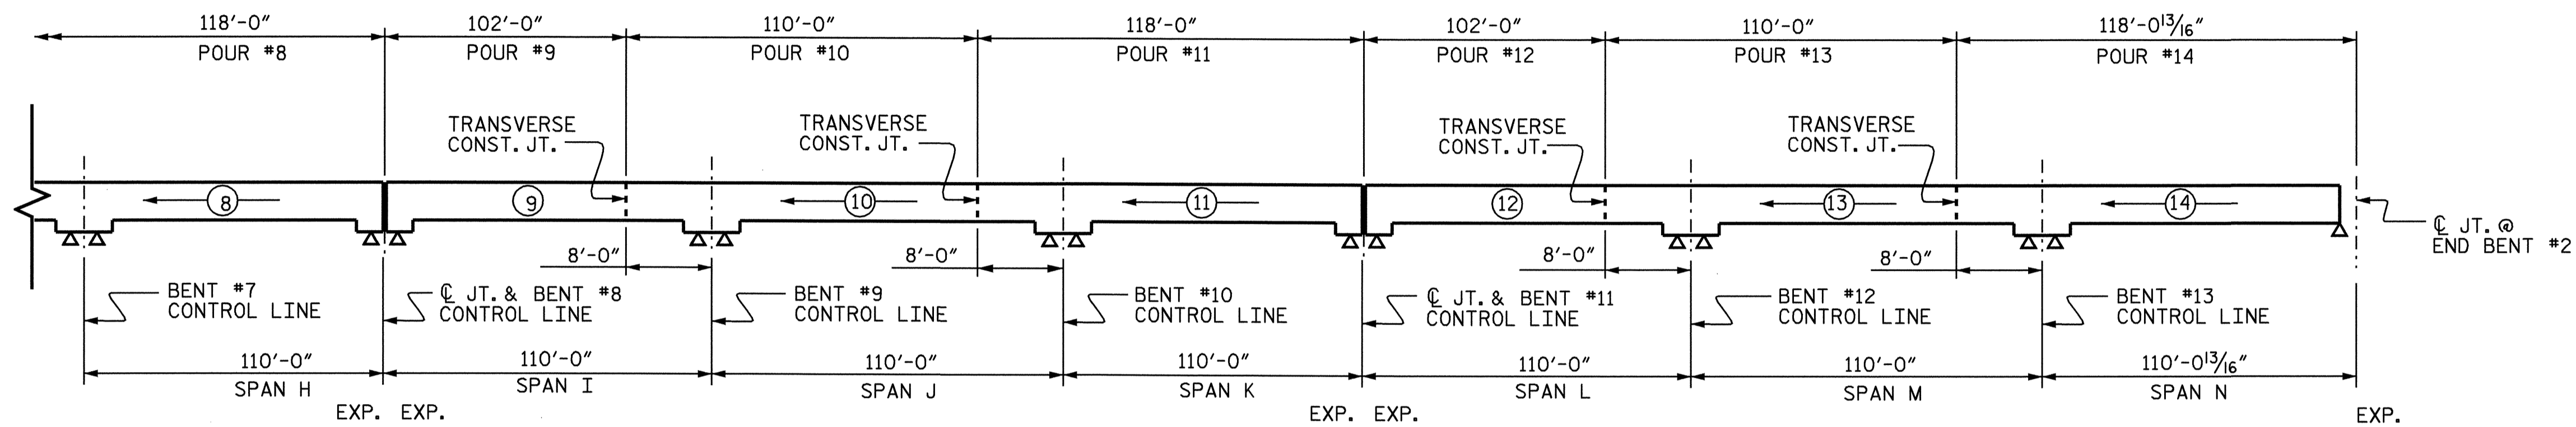 118'-0" 102'-0" 110'-0" 118'-0" 102'-0" 110'-0" 118'-0 13/16"
POUR #8 POUR #9 POUR #10 POUR #11 POUR #12 POUR #13 POUR #14
TRANSVERSE
CONST. JT.
TRANSVERSE
CONST. JT.
TRANSVERSE
CONST. JT.
TRANSVERSE
CONST. JT.
8 9 10 11 12 13 14
℄ JT. @
END BENT #2
8'-0" 8'-0" 8'-0" 8'-0"
BENT #7
CONTROL LINE
℄ JT. & BENT #8
CONTROL LINE
BENT #9
CONTROL LINE
BENT #10
CONTROL LINE
℄ JT. & BENT #11
CONTROL LINE
BENT #12
CONTROL LINE
BENT #13
CONTROL LINE
110'-0" 110'-0" 110'-0" 110'-0" 110'-0" 110'-0" 110'-0 13/16"
SPAN H SPAN I SPAN J SPAN K SPAN L SPAN M SPAN N
EXP. EXP. EXP. EXP. EXP.